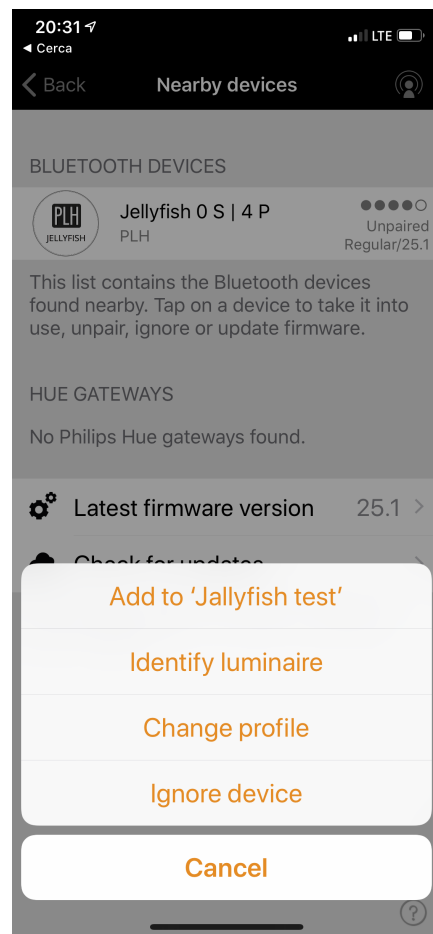 20:31
LTE
◀ Cerca
Back
Nearby devices
BLUETOOTH DEVICES
PLH
JELLYFISH
Jellyfish 0 S | 4 P
PLH
Unpaired
Regular/25.1
This list contains the Bluetooth devices
found nearby. Tap on a device to take it into
use, unpair, ignore or update firmware.
HUE GATEWAYS
No Philips Hue gateways found.
Latest firmware version
25.1
Check for updates
Add to ‘Jallyfish test’
Identify luminaire
Change profile
Ignore device
Cancel
?